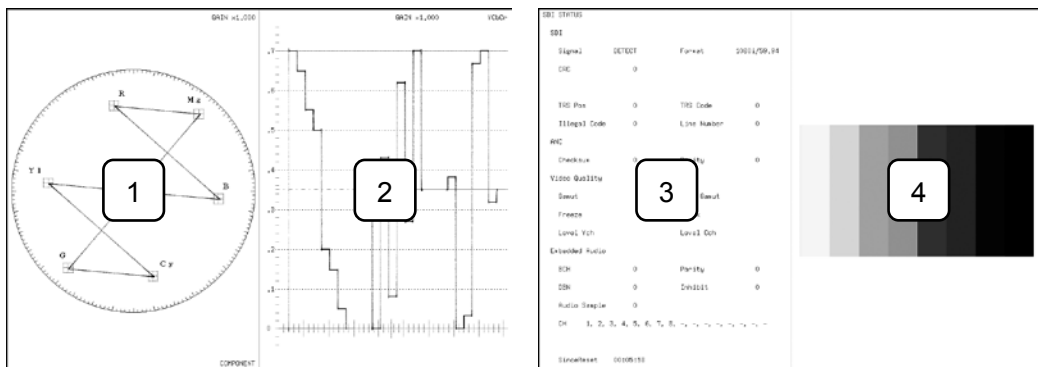 GAIN x1.000
R
Mg
Yl
B
G
Cy
1
COMPONENT
GAIN x1.000 YCbCr
.7
.6
.5
.4
.3
.2
.1
0
2
SDI STATUS
SDI
Signal DETECT Format 1080i/59.94
CRC 0
TRS Pos 0 TRS Code 0
Illegal Code 0 Line Number 0
ANC
Checksum 0 0
Video Quality
Gamut Gamut
Freeze
Level Ych Level Cch
Embedded Audio
BCH 0 Parity 0
DBN 0 Inhibit 0
Audio Sample 0
CH 1, 2, 3, 4, 5, 6, 7, 8, -, -, -, -, -, -, -, -
SinceReset
3
4